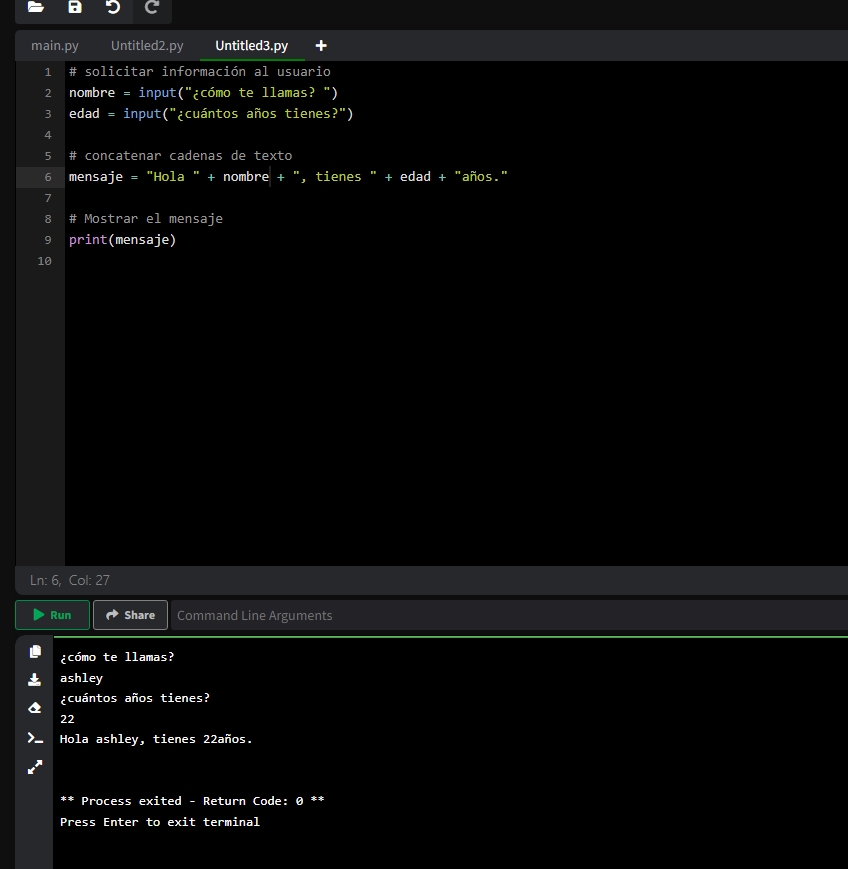 main.py Untitled2.py Untitled3.py +
1 # solicitar información al usuario
2 nombre = input("¿cómo te llamas? ")
3 edad = input("¿cuántos años tienes?")
4
5 # concatenar cadenas de texto
6 mensaje = "Hola " + nombre + ", tienes " + edad + "años."
7
8 # Mostrar el mensaje
9 print(mensaje)
10
Ln: 6, Col: 27
Run Share Command Line Arguments
¿cómo te llamas?
ashley
¿cuántos años tienes?
22
Hola ashley, tienes 22años.
** Process exited - Return Code: 0 **
Press Enter to exit terminal